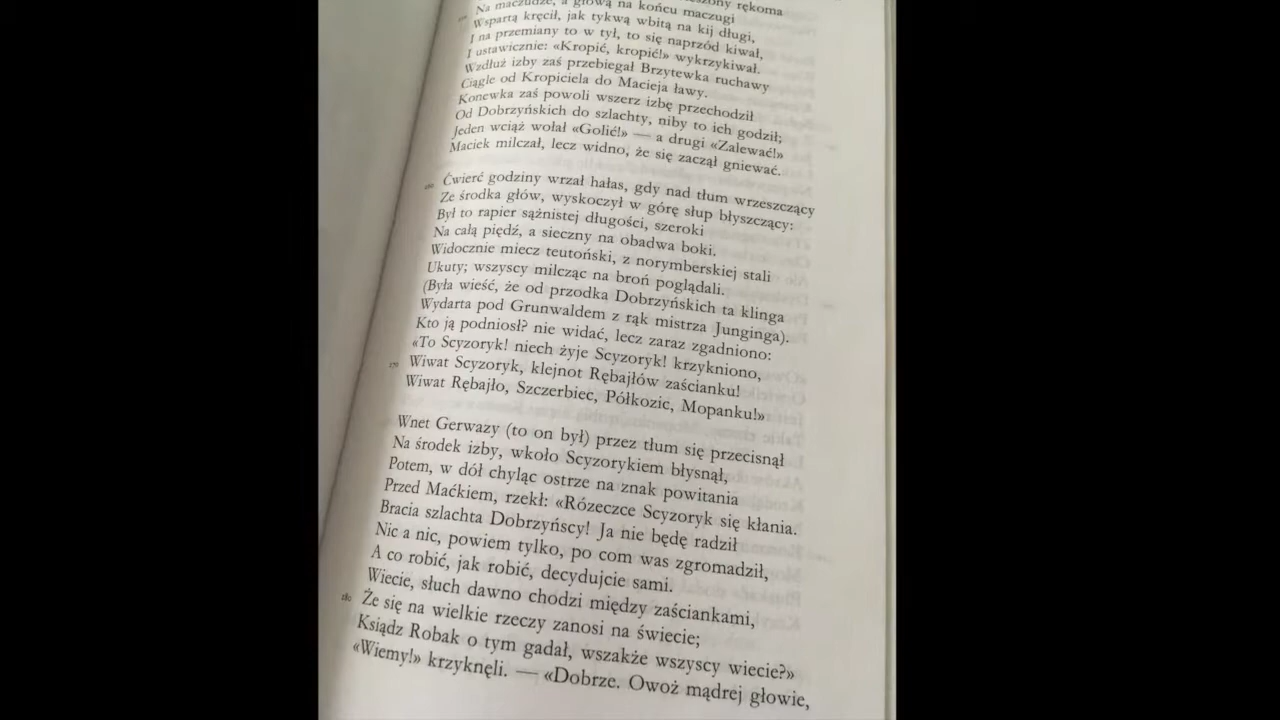 rękoma
Na maczudze, a głową na końcu maczugi
Wspartą kręcił, jak tykwą wbitą na kij długi,
I na przemiany to w tył, to się naprzód kiwał,
I ustawicznie: «Kropić, kropić!» wykrzykiwał.
Wzdłuż izby zaś przebiegał Brzytewka ruchawy
Ciągle od Kropiciela do Macieja ławy.
Konewka zaś powoli wszerz izbę przechodził
Od Dobrzyńskich do szlachty, niby to ich godził;
Jeden wciąż wołał «Golić!» — a drugi «Zalewać!»
Maciek milczał, lecz widno, że się zaczął gniewać.
260 Ćwierć godziny wrzał hałas, gdy nad tłum wrzeszczący
Ze środka głów, wyskoczył w górę słup błyszczący:
Był to rapier sążnistej długości, szeroki
Na całą piędź, a sieczny na obadwa boki.
Widocznie miecz teutoński, z norymberskiej stali
Ukuty; wszyscy milcząc na broń poglądali.
(Była wieść, że od przodka Dobrzyńskich ta klinga
Wydarta pod Grunwaldem z rąk mistrza Junginga).
Kto ją podniosł? nie widać, lecz zaraz zgadniono:
«To Scyzoryk! niech żyje Scyzoryk! krzykniono,
270 Wiwat Scyzoryk, klejnot Rębajłów zaścianku!
Wiwat Rębajło, Szczerbiec, Półkozic, Mopanku!»
Wnet Gerwazy (to on był) przez tłum się przecisnął
Na środek izby, wkoło Scyzorykiem błysnął,
Potem, w dół chyląc ostrze na znak powitania
Przed Maćkiem, rzekł: «Rózeczce Scyzoryk się kłania.
Bracia szlachta Dobrzyńscy! Ja nie będę radził
Nic a nic, powiem tylko, po com was zgromadził,
A co robić, jak robić, decydujcie sami.
Wiecie, słuch dawno chodzi między zaściankami,
280 Że się na wielkie rzeczy zanosi na świecie;
Ksiądz Robak o tym gadał, wszakże wszyscy wiecie?»
«Wiemy!» krzyknęli. — «Dobrze. Owoż mądrej głowie,